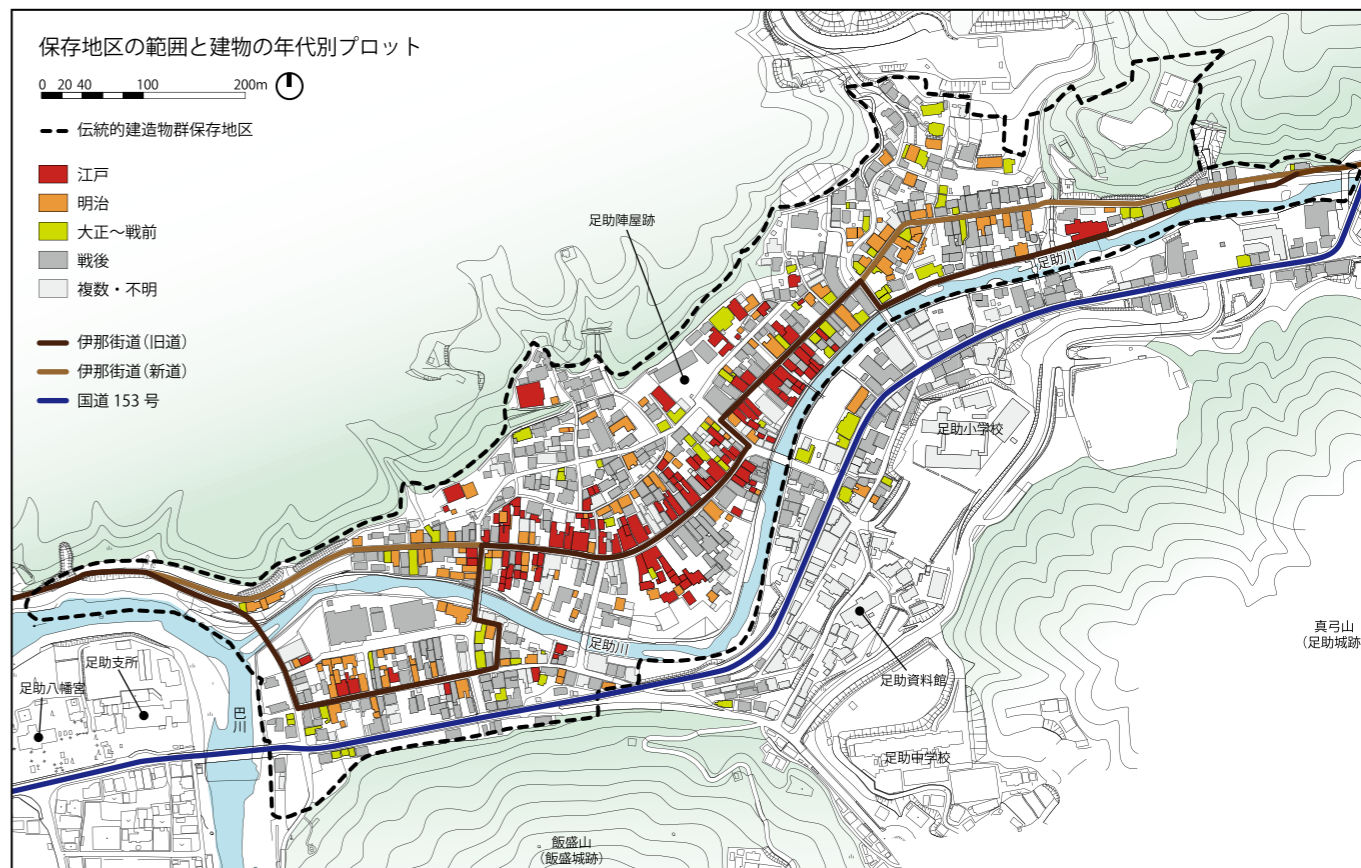 保存地区の範囲と建物の年代別プロット
0 20 40 100 200m
伝統的建造物群保存地区
江戸
明治
大正〜戦前
戦後
複数・不明
伊那街道(旧道)
伊那街道(新道)
国道 153 号
足助陣屋跡
足助川
足助小学校
足助川
真弓山
(足助城跡
足助資料館
足助支所
足助八幡宮
巴川
足助中学校
飯盛山
(飯盛城跡)